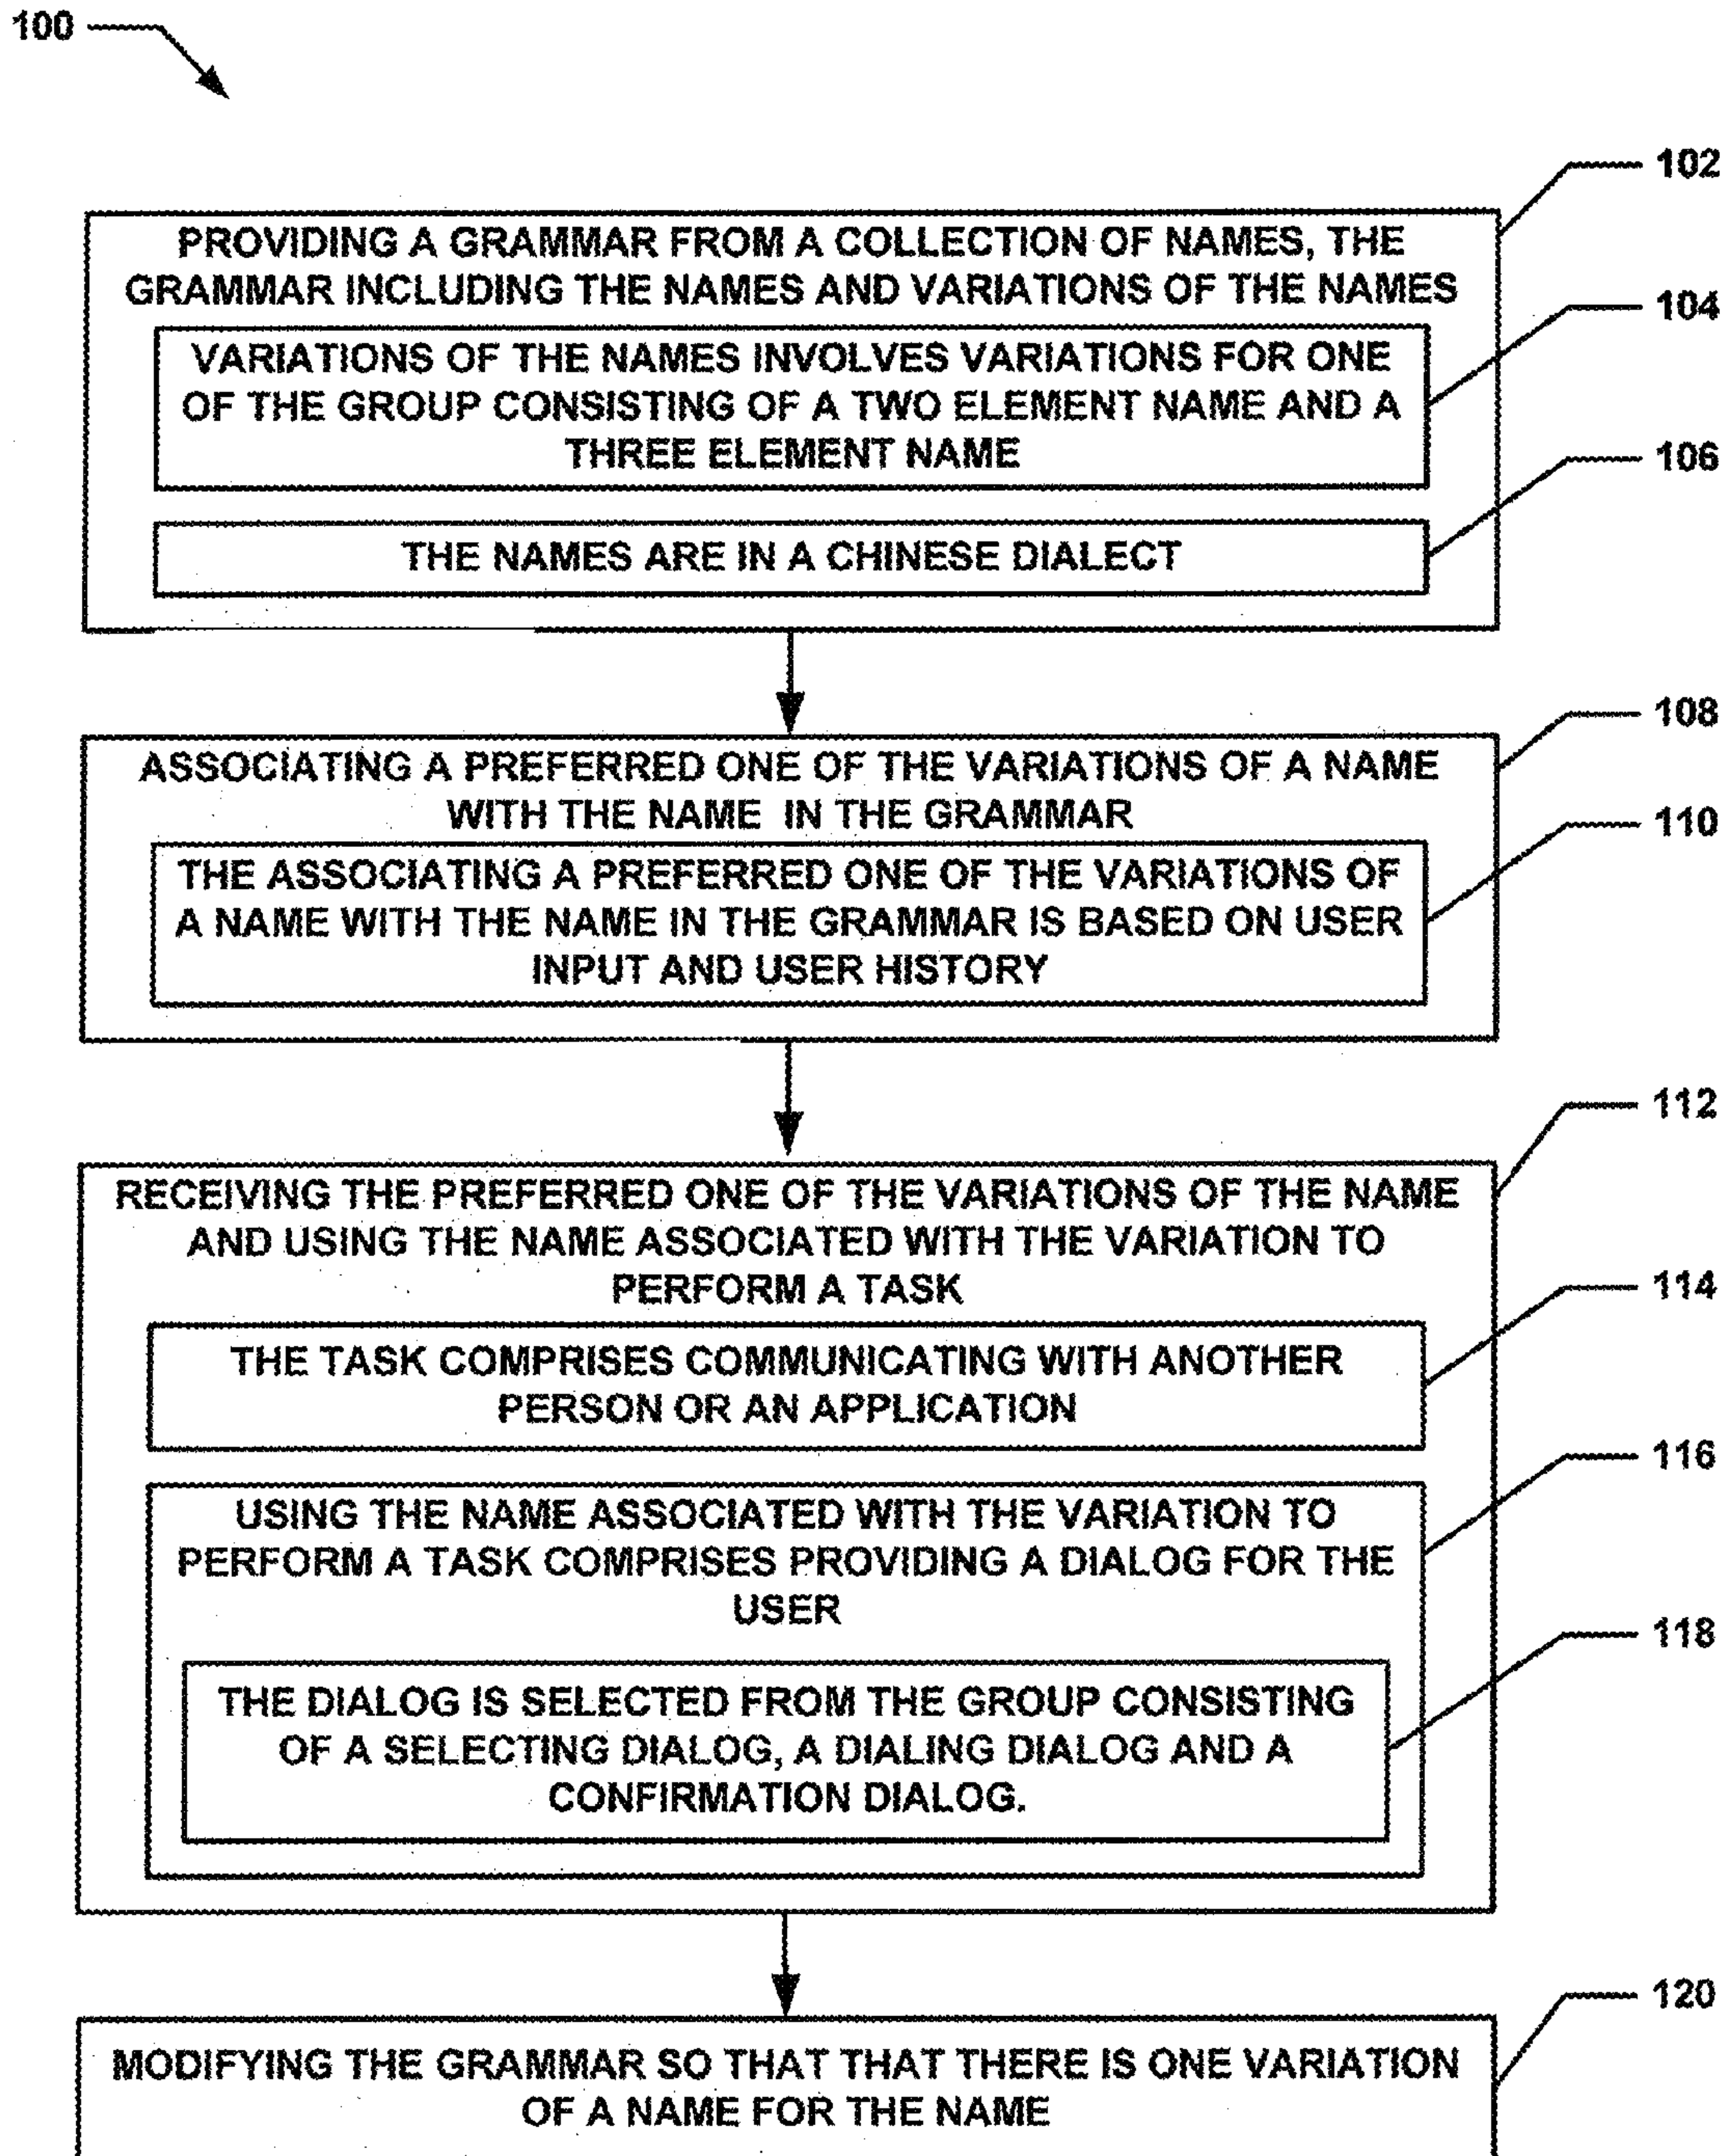 100
102
PROVIDING A GRAMMAR FROM A COLLECTION OF NAMES, THE
GRAMMAR INCLUDING THE NAMES AND VARIATIONS OF THE NAMES
104
VARIATIONS OF THE NAMES INVOLVES VARIATIONS FOR ONE
OF THE GROUP CONSISTING OF A TWO ELEMENT NAME AND A
THREE ELEMENT NAME
106
THE NAMES ARE IN A CHINESE DIALECT
108
ASSOCIATING A PREFERRED ONE OF THE VARIATIONS OF A NAME
WITH THE NAME IN THE GRAMMAR
110
THE ASSOCIATING A PREFERRED ONE OF THE VARIATIONS OF
A NAME WITH THE NAME IN THE GRAMMAR IS BASED ON USER
INPUT AND USER HISTORY
112
RECEIVING THE PREFERRED ONE OF THE VARIATIONS OF THE NAME
AND USING THE NAME ASSOCIATED WITH THE VARIATION TO
PERFORM A TASK
114
THE TASK COMPRISES COMMUNICATING WITH ANOTHER
PERSON OR AN APPLICATION
116
USING THE NAME ASSOCIATED WITH THE VARIATION TO
PERFORM A TASK COMPRISES PROVIDING A DIALOG FOR THE
USER
118
THE DIALOG IS SELECTED FROM THE GROUP CONSISTING
OF A SELECTING DIALOG, A DIALING DIALOG AND A
CONFIRMATION DIALOG.
120
MODIFYING THE GRAMMAR SO THAT THAT THERE IS ONE VARIATION
OF A NAME FOR THE NAME